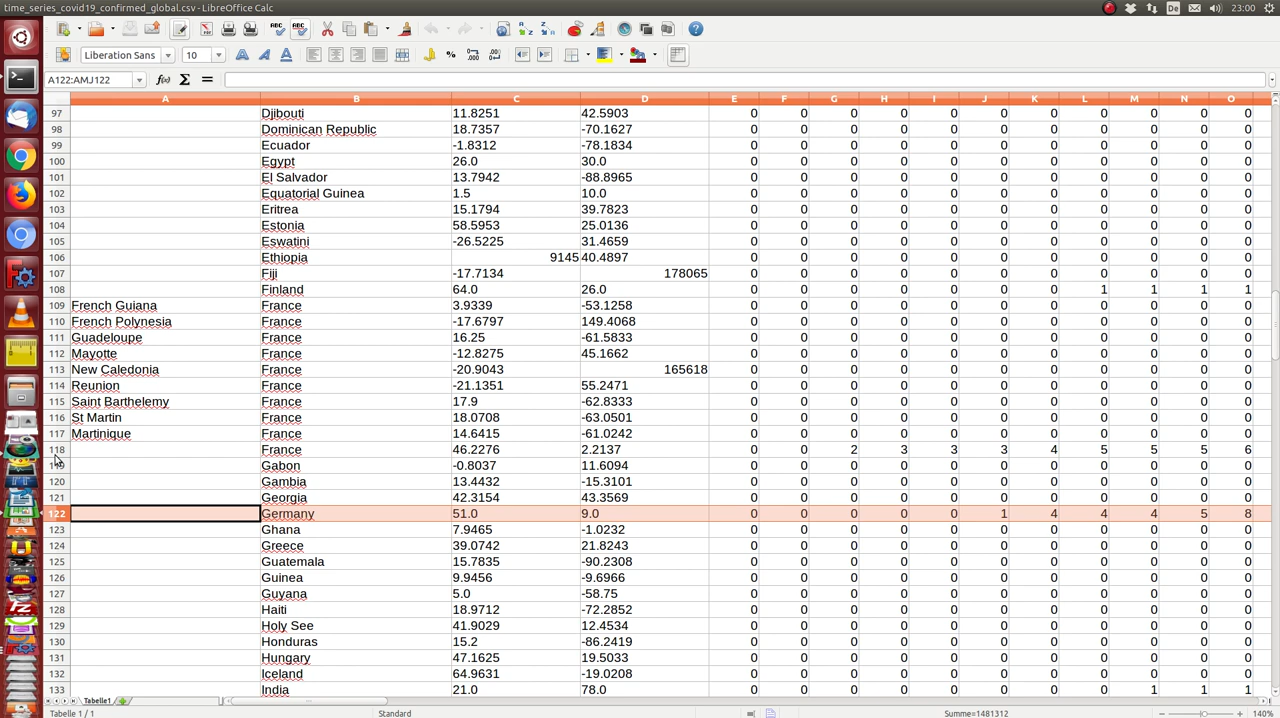 time_series_covid19_confirmed_global.csv - LibreOffice Calc De 23:00
Liberation Sans 10
A122:AMJ122
A B C D E F G H I J K L M N O
97 Djibouti 11.8251 42.5903 0 0 0 0 0 0 0 0 0 0 0
98 Dominican Republic 18.7357 -70.1627 0 0 0 0 0 0 0 0 0 0 0
99 Ecuador -1.8312 -78.1834 0 0 0 0 0 0 0 0 0 0 0
100 Egypt 26.0 30.0 0 0 0 0 0 0 0 0 0 0 0
101 El Salvador 13.7942 -88.8965 0 0 0 0 0 0 0 0 0 0 0
102 Equatorial Guinea 1.5 10.0 0 0 0 0 0 0 0 0 0 0 0
103 Eritrea 15.1794 39.7823 0 0 0 0 0 0 0 0 0 0 0
104 Estonia 58.5953 25.0136 0 0 0 0 0 0 0 0 0 0 0
105 Eswatini -26.5225 31.4659 0 0 0 0 0 0 0 0 0 0 0
106 Ethiopia 9145 40.4897 0 0 0 0 0 0 0 0 0 0 0
107 Fiji -17.7134 178065 0 0 0 0 0 0 0 0 0 0 0
108 Finland 64.0 26.0 0 0 0 0 0 0 0 1 1 1 1
109 French Guiana France 3.9339 -53.1258 0 0 0 0 0 0 0 0 0 0 0
110 French Polynesia France -17.6797 149.4068 0 0 0 0 0 0 0 0 0 0 0
111 Guadeloupe France 16.25 -61.5833 0 0 0 0 0 0 0 0 0 0 0
112 Mayotte France -12.8275 45.1662 0 0 0 0 0 0 0 0 0 0 0
113 New Caledonia France -20.9043 165618 0 0 0 0 0 0 0 0 0 0 0
114 Reunion France -21.1351 55.2471 0 0 0 0 0 0 0 0 0 0 0
115 Saint Barthelemy France 17.9 -62.8333 0 0 0 0 0 0 0 0 0 0 0
116 St Martin France 18.0708 -63.0501 0 0 0 0 0 0 0 0 0 0 0
117 Martinique France 14.6415 -61.0242 0 0 0 0 0 0 0 0 0 0 0
118 France 46.2276 2.2137 0 0 2 3 3 3 4 5 5 5 6
Gabon -0.8037 11.6094 0 0 0 0 0 0 0 0 0 0 0
120 Gambia 13.4432 -15.3101 0 0 0 0 0 0 0 0 0 0 0
121 Georgia 42.3154 43.3569 0 0 0 0 0 0 0 0 0 0 0
122 Germany 51.0 9.0 0 0 0 0 0 1 4 4 4 5 8
123 Ghana 7.9465 -1.0232 0 0 0 0 0 0 0 0 0 0 0
124 Greece 39.0742 21.8243 0 0 0 0 0 0 0 0 0 0 0
125 Guatemala 15.7835 -90.2308 0 0 0 0 0 0 0 0 0 0 0
126 Guinea 9.9456 -9.6966 0 0 0 0 0 0 0 0 0 0 0
127 Guyana 5.0 -58.75 0 0 0 0 0 0 0 0 0 0 0
128 Haiti 18.9712 -72.2852 0 0 0 0 0 0 0 0 0 0 0
129 Holy See 41.9029 12.4534 0 0 0 0 0 0 0 0 0 0 0
130 Honduras 15.2 -86.2419 0 0 0 0 0 0 0 0 0 0 0
131 Hungary 47.1625 19.5033 0 0 0 0 0 0 0 0 0 0 0
132 Iceland 64.9631 -19.0208 0 0 0 0 0 0 0 0 0 0 0
133 India 21.0 78.0 0 0 0 0 0 0 0 0 1 1 1
Tabelle1
Tabelle 1 / 1 Standard Summe=1481312 140%